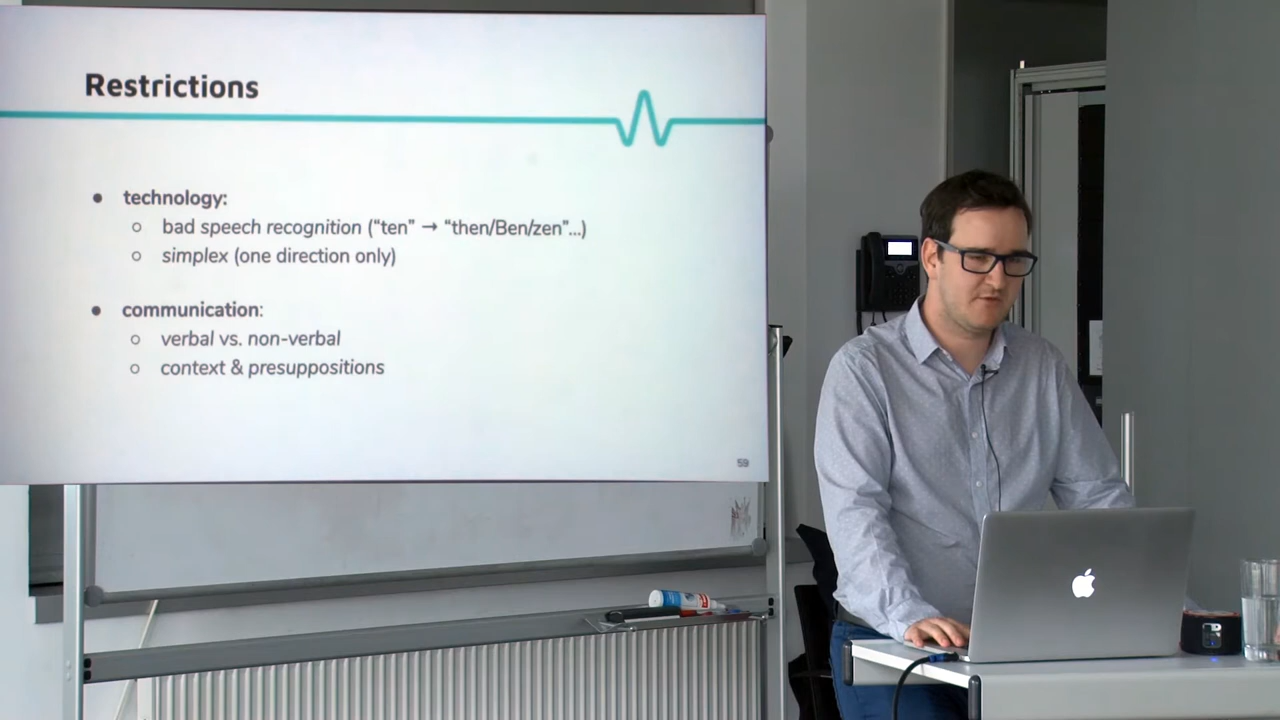 Restrictions
● technology:
○ bad speech recognition (“ten” → “then/Ben/zen”...)
○ simplex (one direction only)
● communication:
○ verbal vs. non-verbal
○ context & presuppositions
59